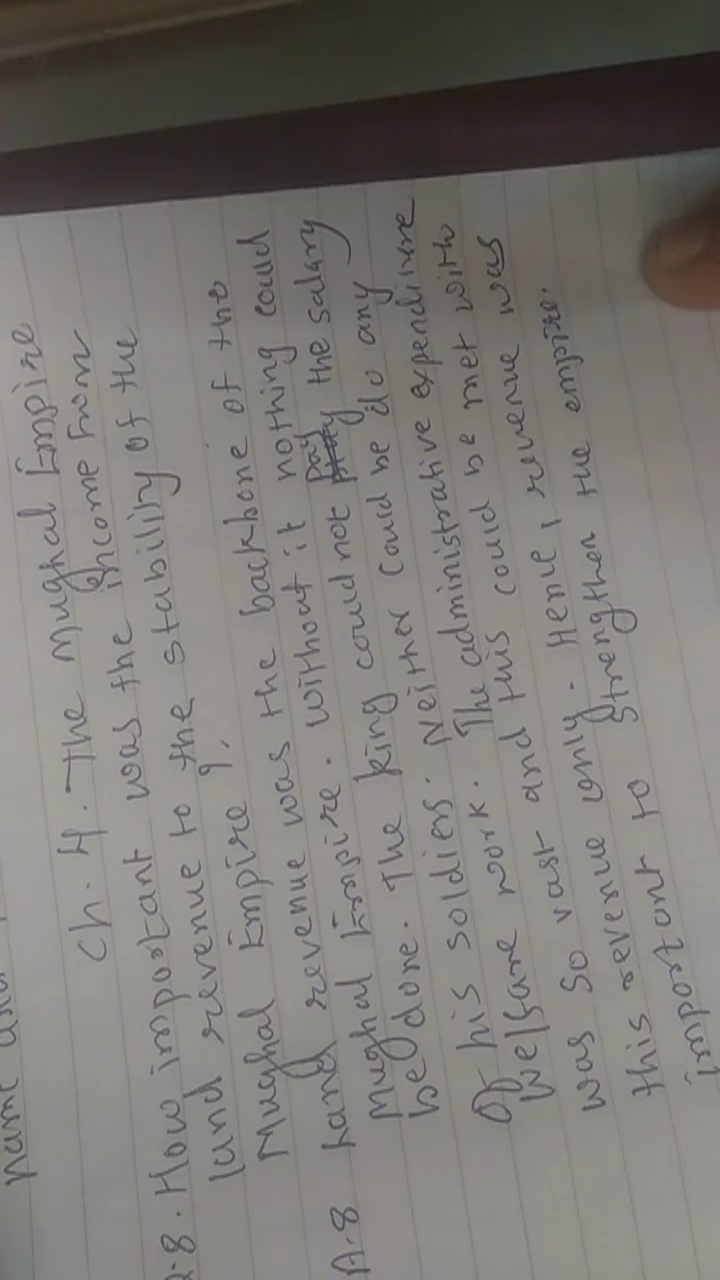 name and
Ch. 4. The Mughal Empire
Q.8. How important was the income from
land revenue to the stability of the
Mughal Empire ?
A.8 Land revenue was the backbone of the
Mughal Empire. Without it nothing could
be done. The king could not pay the salary
of his soldiers. Neither could be do any
welfare work. The administrative expenditure
was so vast and this could be met with
this revenue only. Hence, revenue was
important to strengthen the empire.